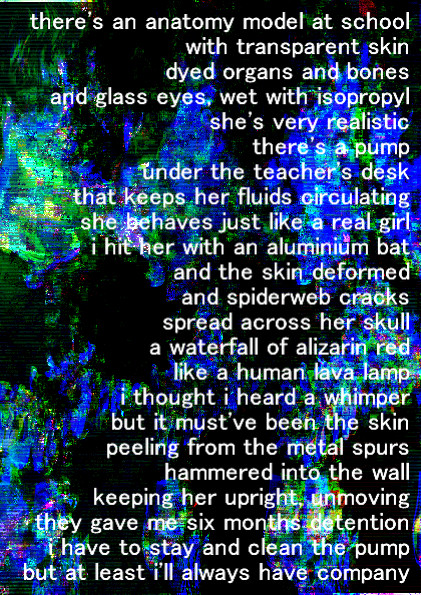 there's an anatomy model at school
with transparent skin
dyed organs and bones
and glass eyes, wet with isopropyl
she's very realistic
there's a pump
under the teacher's desk
that keeps her fluids circulating
she behaves just like a real girl
i hit her with an aluminium bat
and the skin deformed
and spiderweb cracks
spread across her skull
a waterfall of alizarin red
like a human lava lamp
i thought i heard a whimper
but it must've been the skin
peeling from the metal spurs
hammered into the wall
keeping her upright, unmoving
they gave me six months detention
i have to stay and clean the pump
but at least i'll always have company